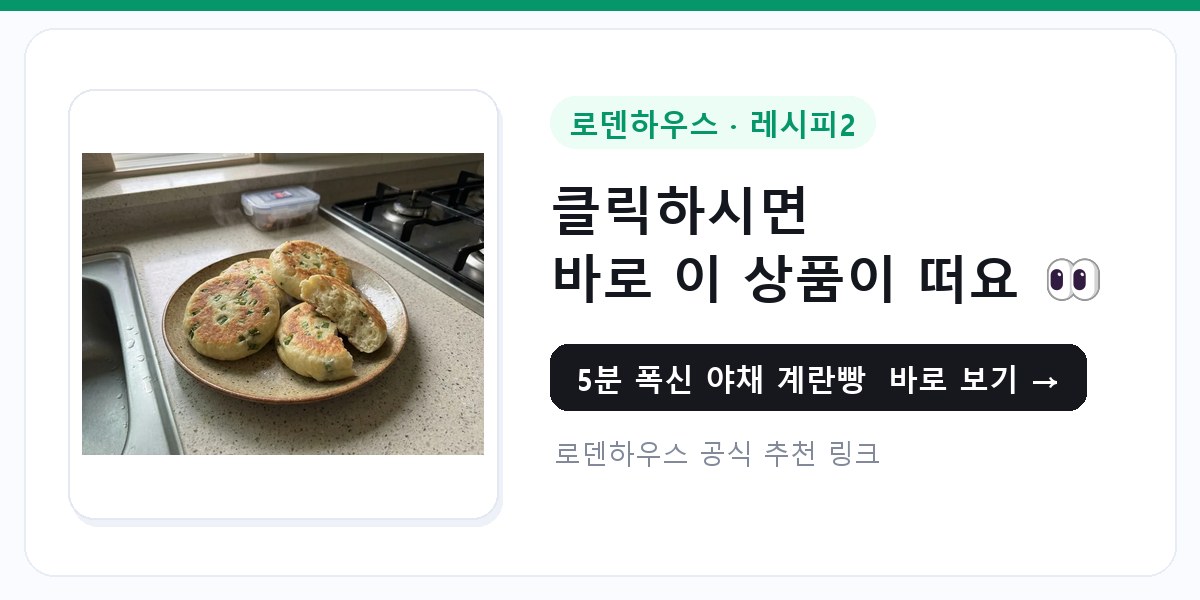 로덴하우스 · 레시피2
클릭하시면
바로 이 상품이 떠요 👀
5분 폭신 야채 계란빵 바로 보기 →
로덴하우스 공식 추천 링크